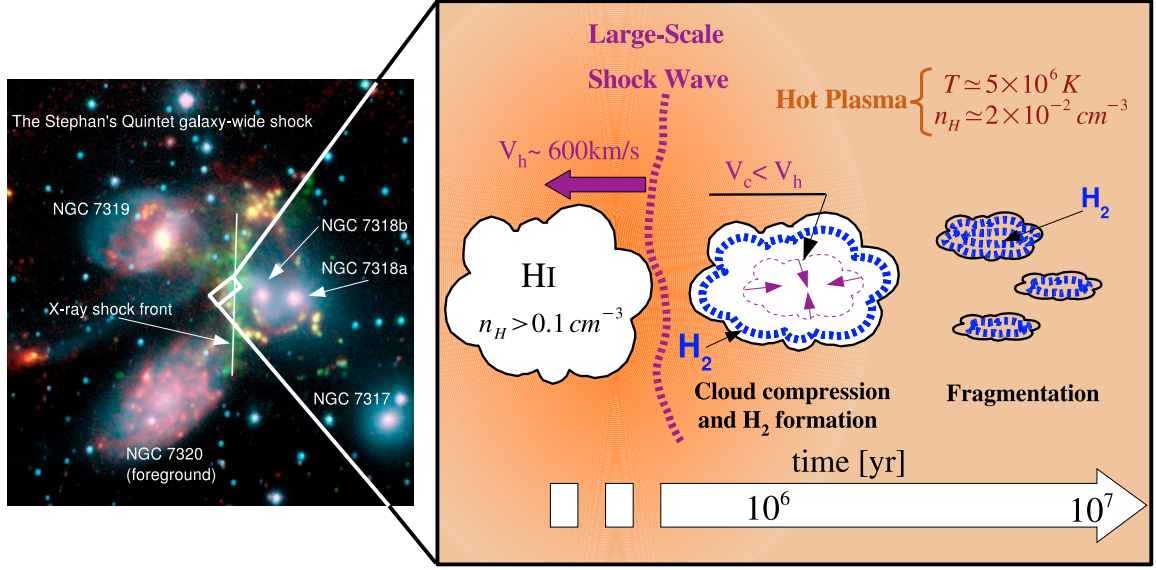 The Stephan's Quintet galaxy-wide shock
NGC 7319
NGC 7318b
NGC 7318a
X-ray shock front
NGC 7317
NGC 7320
(foreground)
Large-Scale
Shock Wave
Hot Plasma { T ≃ 5×10⁶ K
n_H ≃ 2×10⁻² cm⁻³
V_h ~ 600km/s
V_c < V_h
H₂
HI
n_H > 0.1 cm⁻³
H₂
Cloud compression
and H₂ formation
Fragmentation
time [yr]
10⁶
10⁷